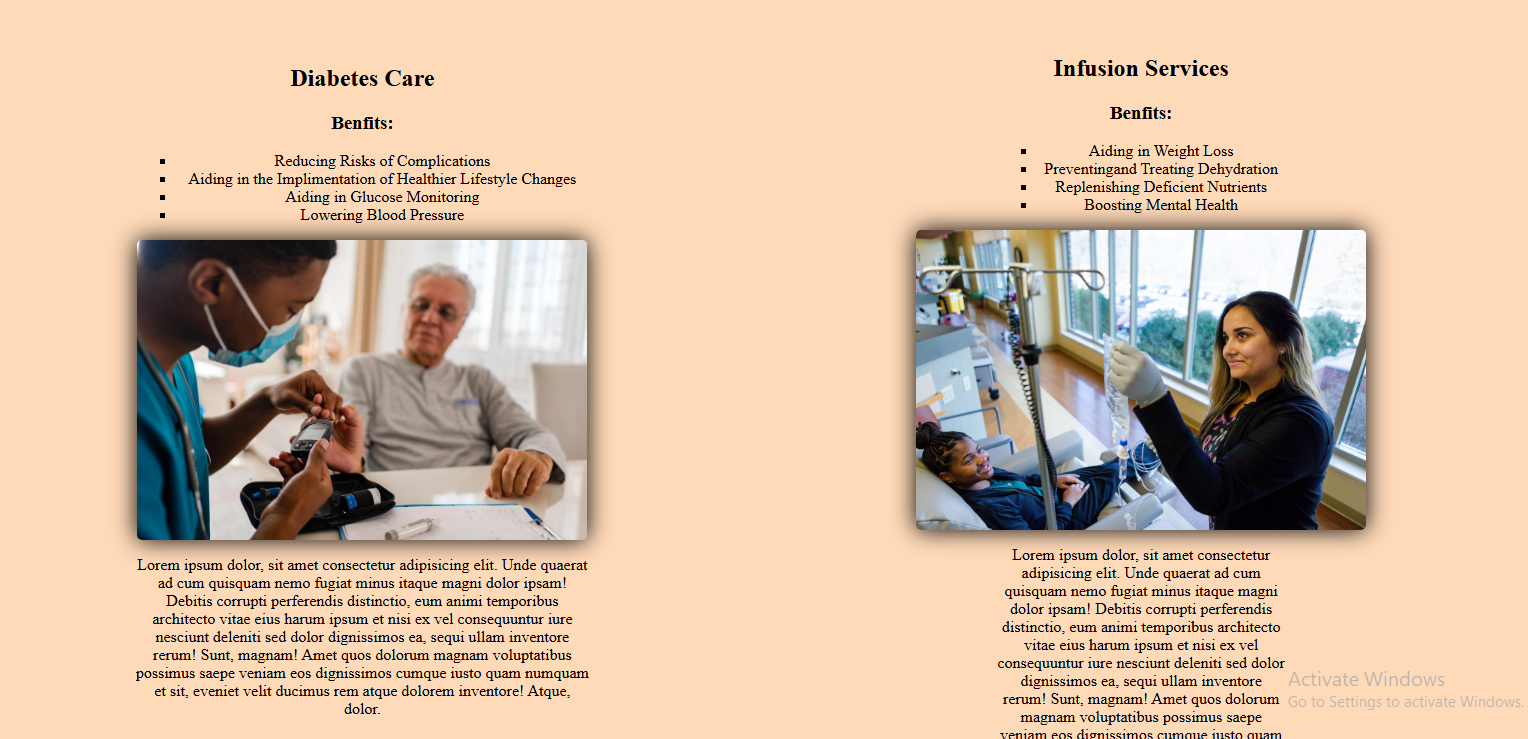 Diabetes Care
Benfits:
Reducing Risks of Complications
Aiding in the Implimentation of Healthier Lifestyle Changes
Aiding in Glucose Monitoring
Lowering Blood Pressure
Lorem ipsum dolor, sit amet consectetur adipisicing elit. Unde quaerat
ad cum quisquam nemo fugiat minus itaque magni dolor ipsam!
Debitis corrupti perferendis distinctio, eum animi temporibus
architecto vitae eius harum ipsum et nisi ex vel consequuntur iure
nesciunt deleniti sed dolor dignissimos ea, sequi ullam inventore
rerum! Sunt, magnam! Amet quos dolorum magnam voluptatibus
possimus saepe veniam eos dignissimos cumque iusto quam numquam
et sit, eveniet velit ducimus rem atque dolorem inventore! Atque,
dolor.
Infusion Services
Benfits:
Aiding in Weight Loss
Preventingand Treating Dehydration
Replenishing Deficient Nutrients
Boosting Mental Health
Lorem ipsum dolor, sit amet consectetur
adipisicing elit. Unde quaerat ad cum
quisquam nemo fugiat minus itaque magni
dolor ipsam! Debitis corrupti perferendis
distinctio, eum animi temporibus architecto
vitae eius harum ipsum et nisi ex vel
consequuntur iure nesciunt deleniti sed dolor
dignissimos ea, sequi ullam inventore
rerum! Sunt, magnam! Amet quos dolorum
magnam voluptatibus possimus saepe
veniam eos dignissimos cumque iusto quam
Activate Windows
Go to Settings to activate Windows.